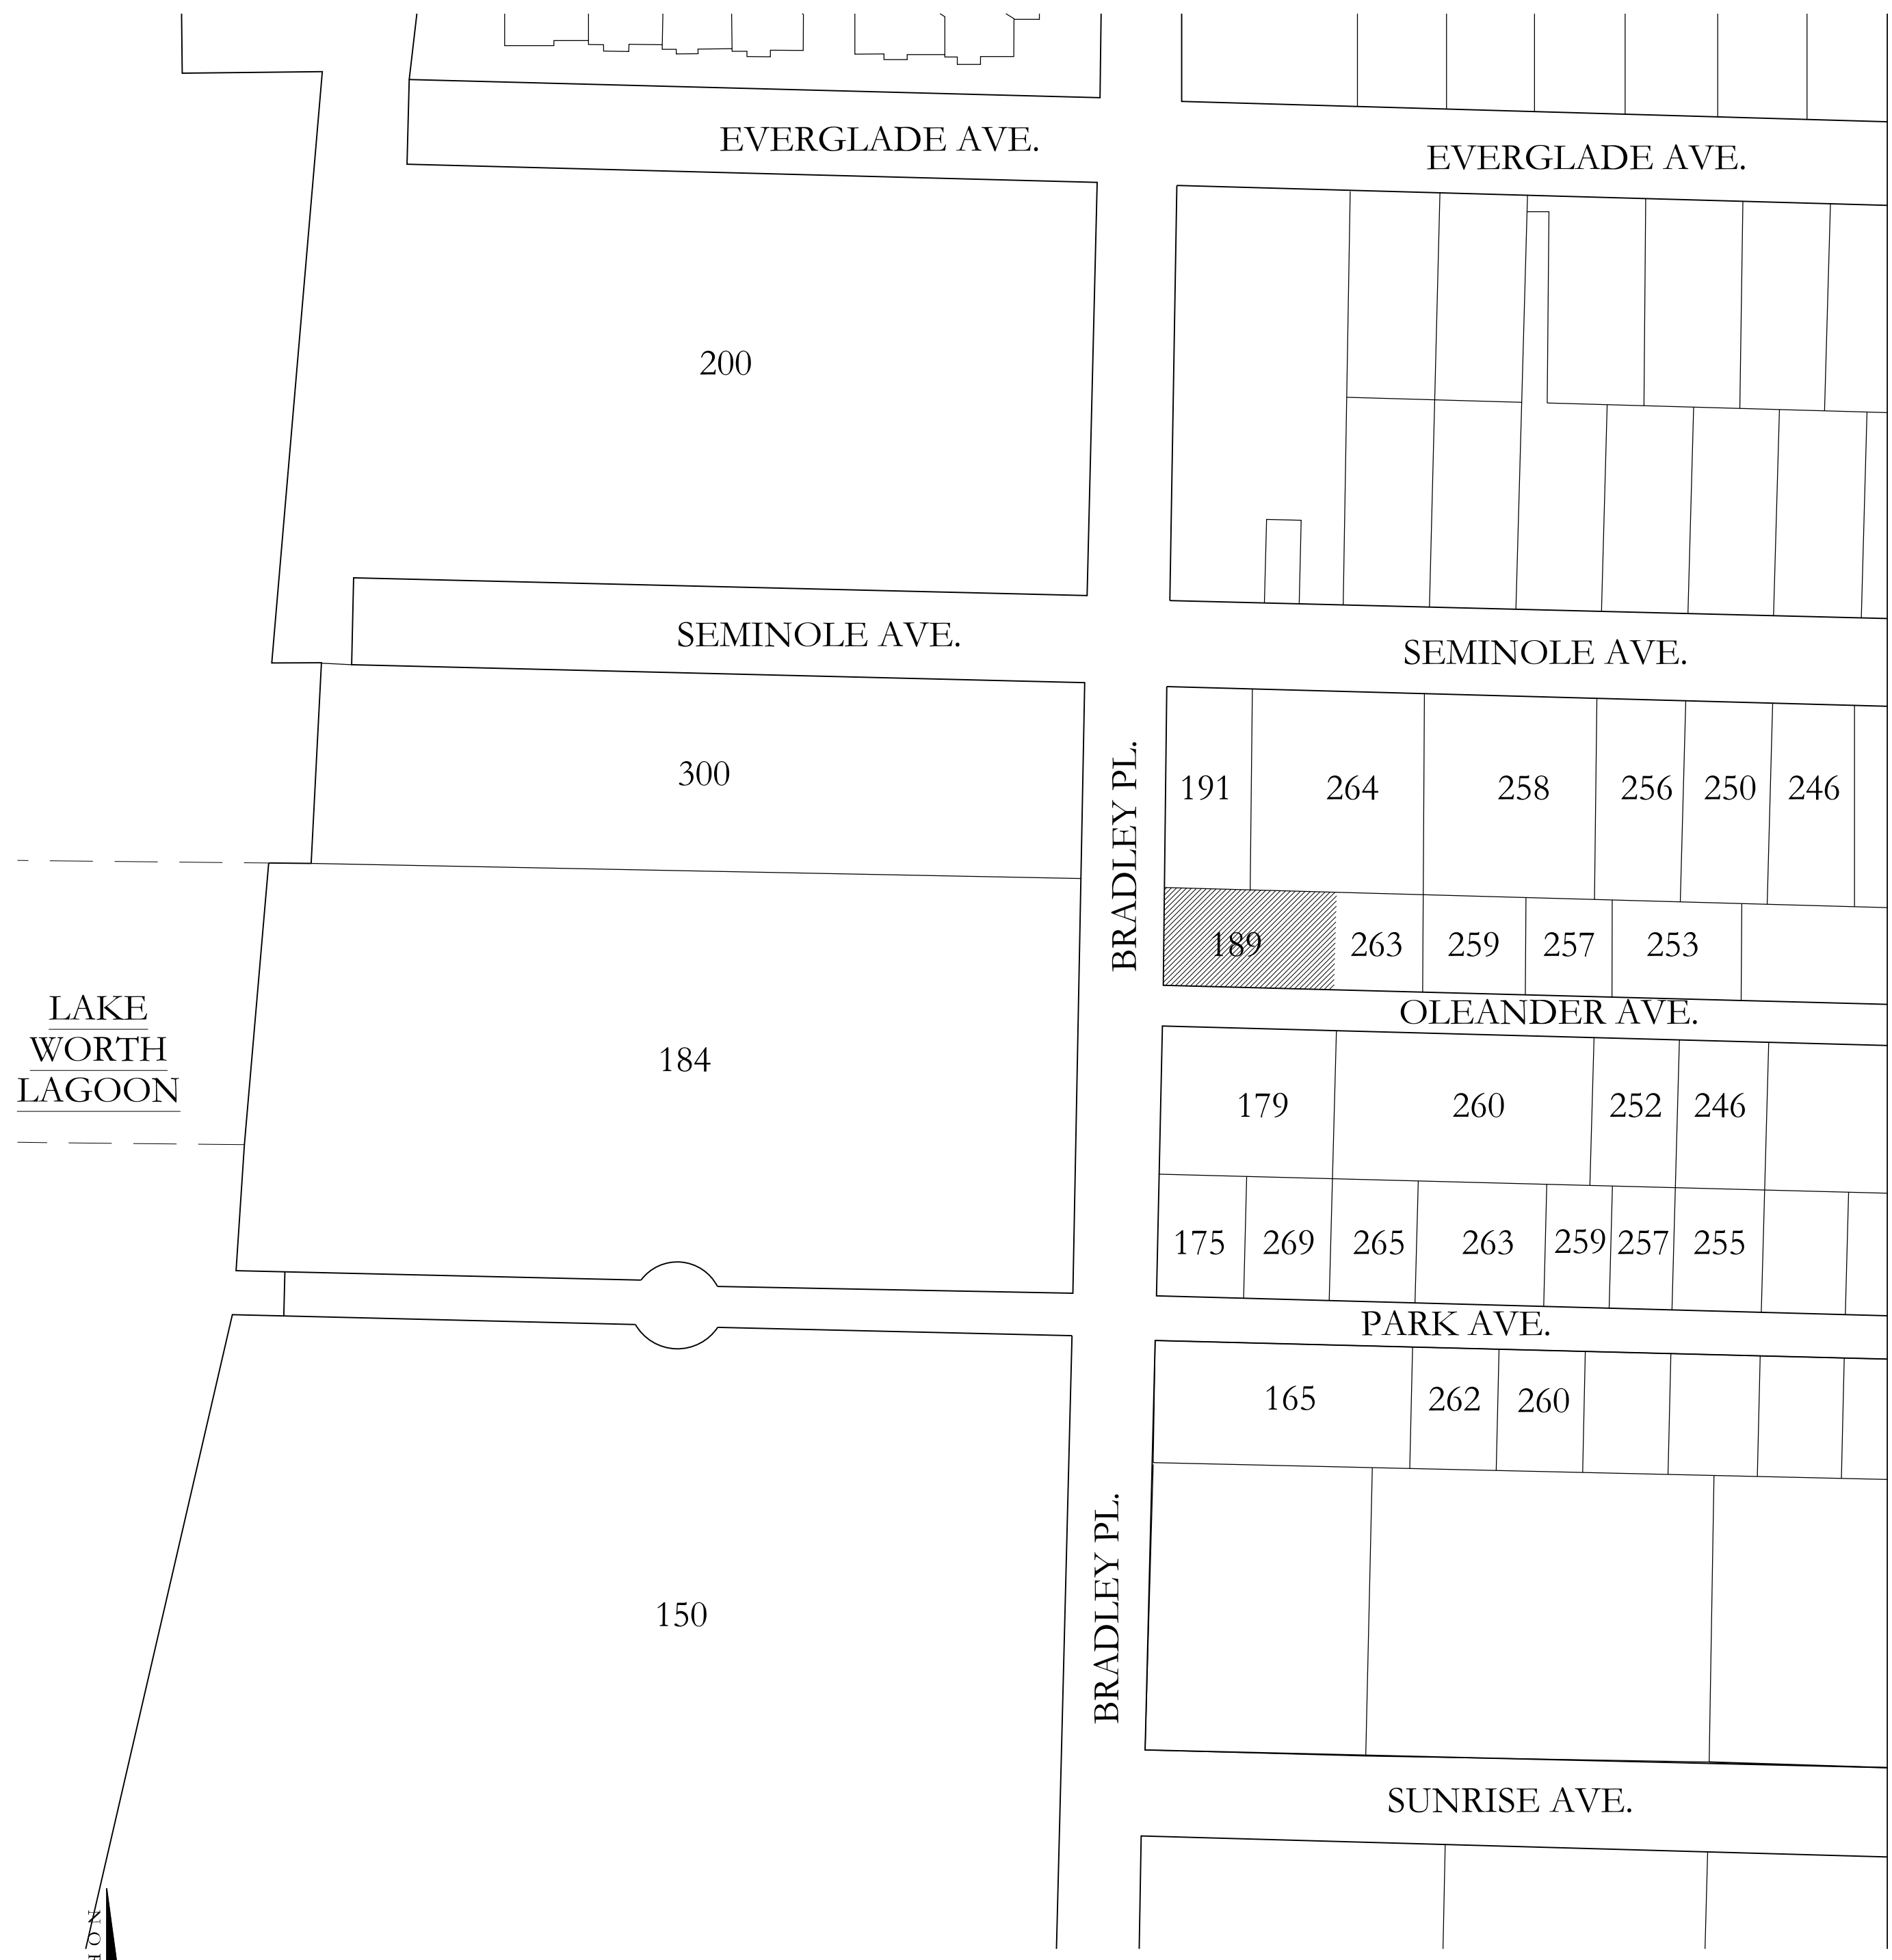 EVERGLADE AVE.
EVERGLADE AVE.
200
SEMINOLE AVE.
SEMINOLE AVE.
300
BRADLEY PL.
191
264
258
256
250
246
189
263
259
257
253
LAKE
WORTH
LAGOON
184
OLEANDER AVE.
179
260
252
246
175
269
265
263
259
257
255
PARK AVE.
165
262
260
150
BRADLEY PL.
SUNRISE AVE.